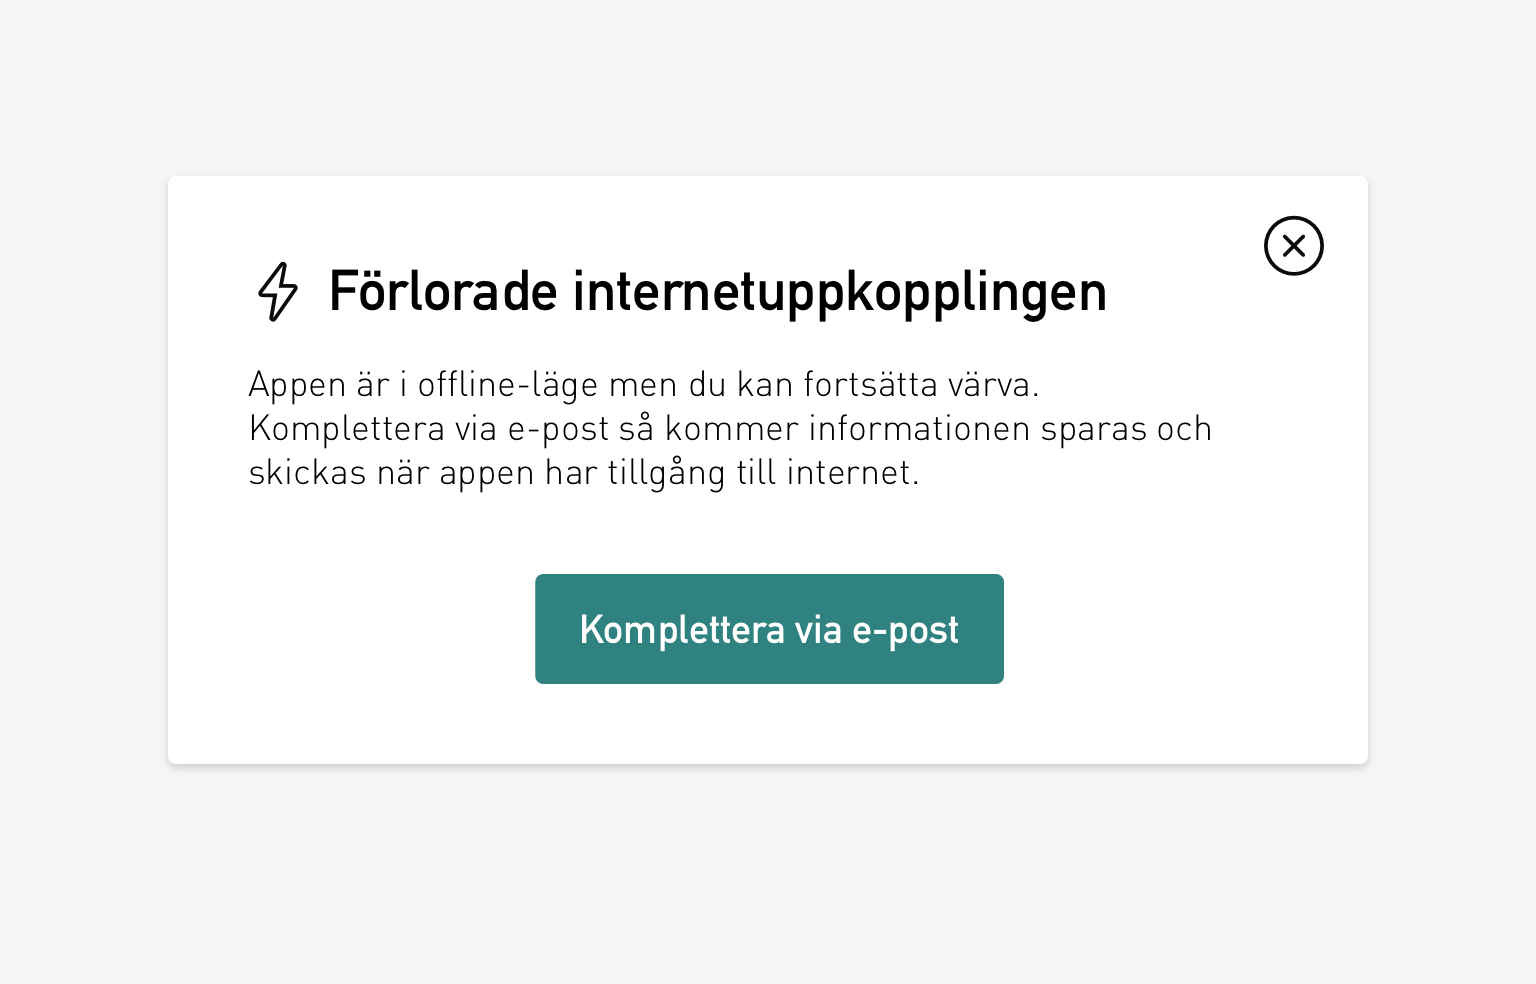 Förlorade internetuppkopplingen
Appen är i offline-läge men du kan fortsätta värva.
Komplettera via e-post så kommer informationen sparas och
skickas när appen har tillgång till internet.
Komplettera via e-post